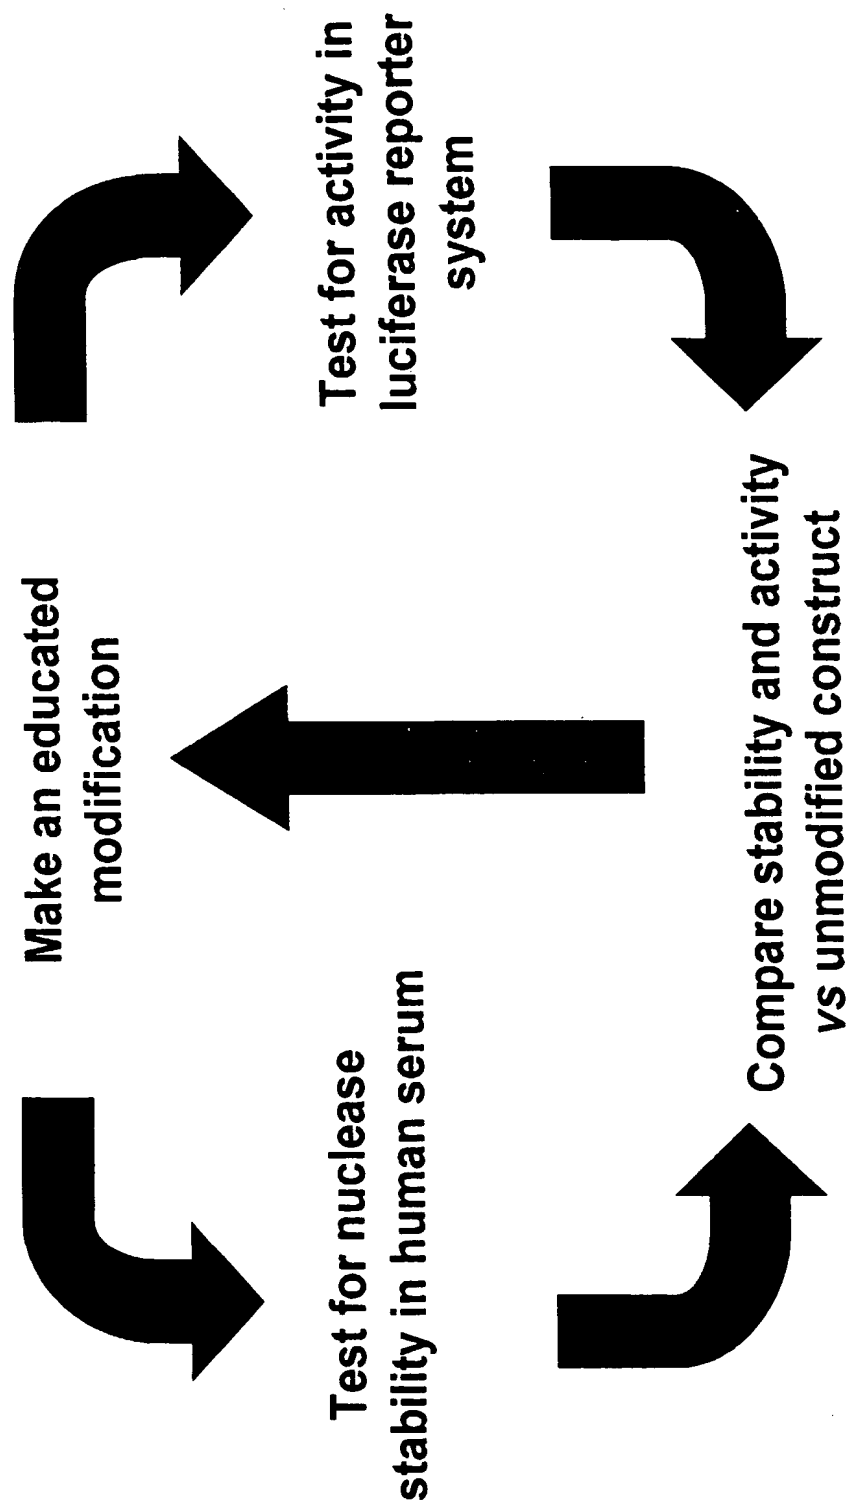 Make an educated
modification
Test for nuclease
stability in human serum
Test for activity in
luciferase reporter
system
Compare stability and activity
vs unmodified construct